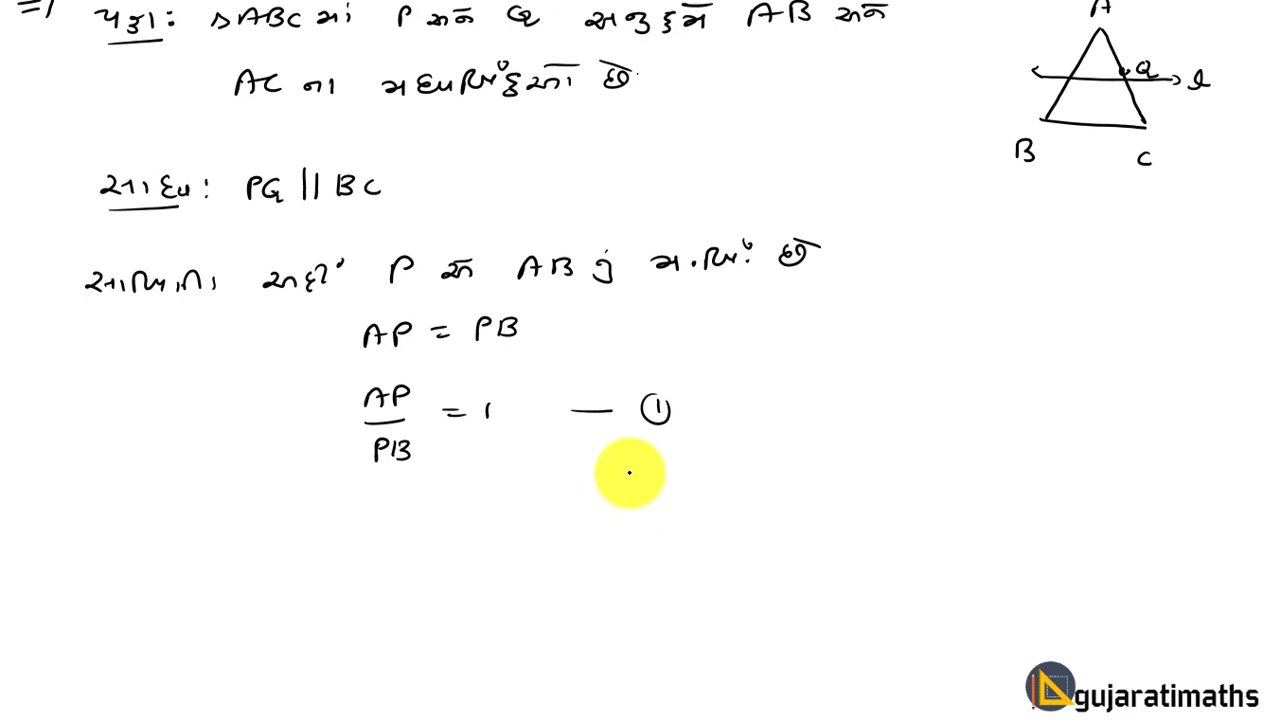 ⇒ પક્ષ: ΔABC માં P અને Q અનુક્રમે AB અને
AC ના મધ્યબિંદુઓ છે
સાધ્ય: PQ || BC
સાબિતી અહીં P એ AB નું મ.બિં. છે
AP = PB
AP/PB = 1 — ①
A
Q
l
B
C
gujaratimaths